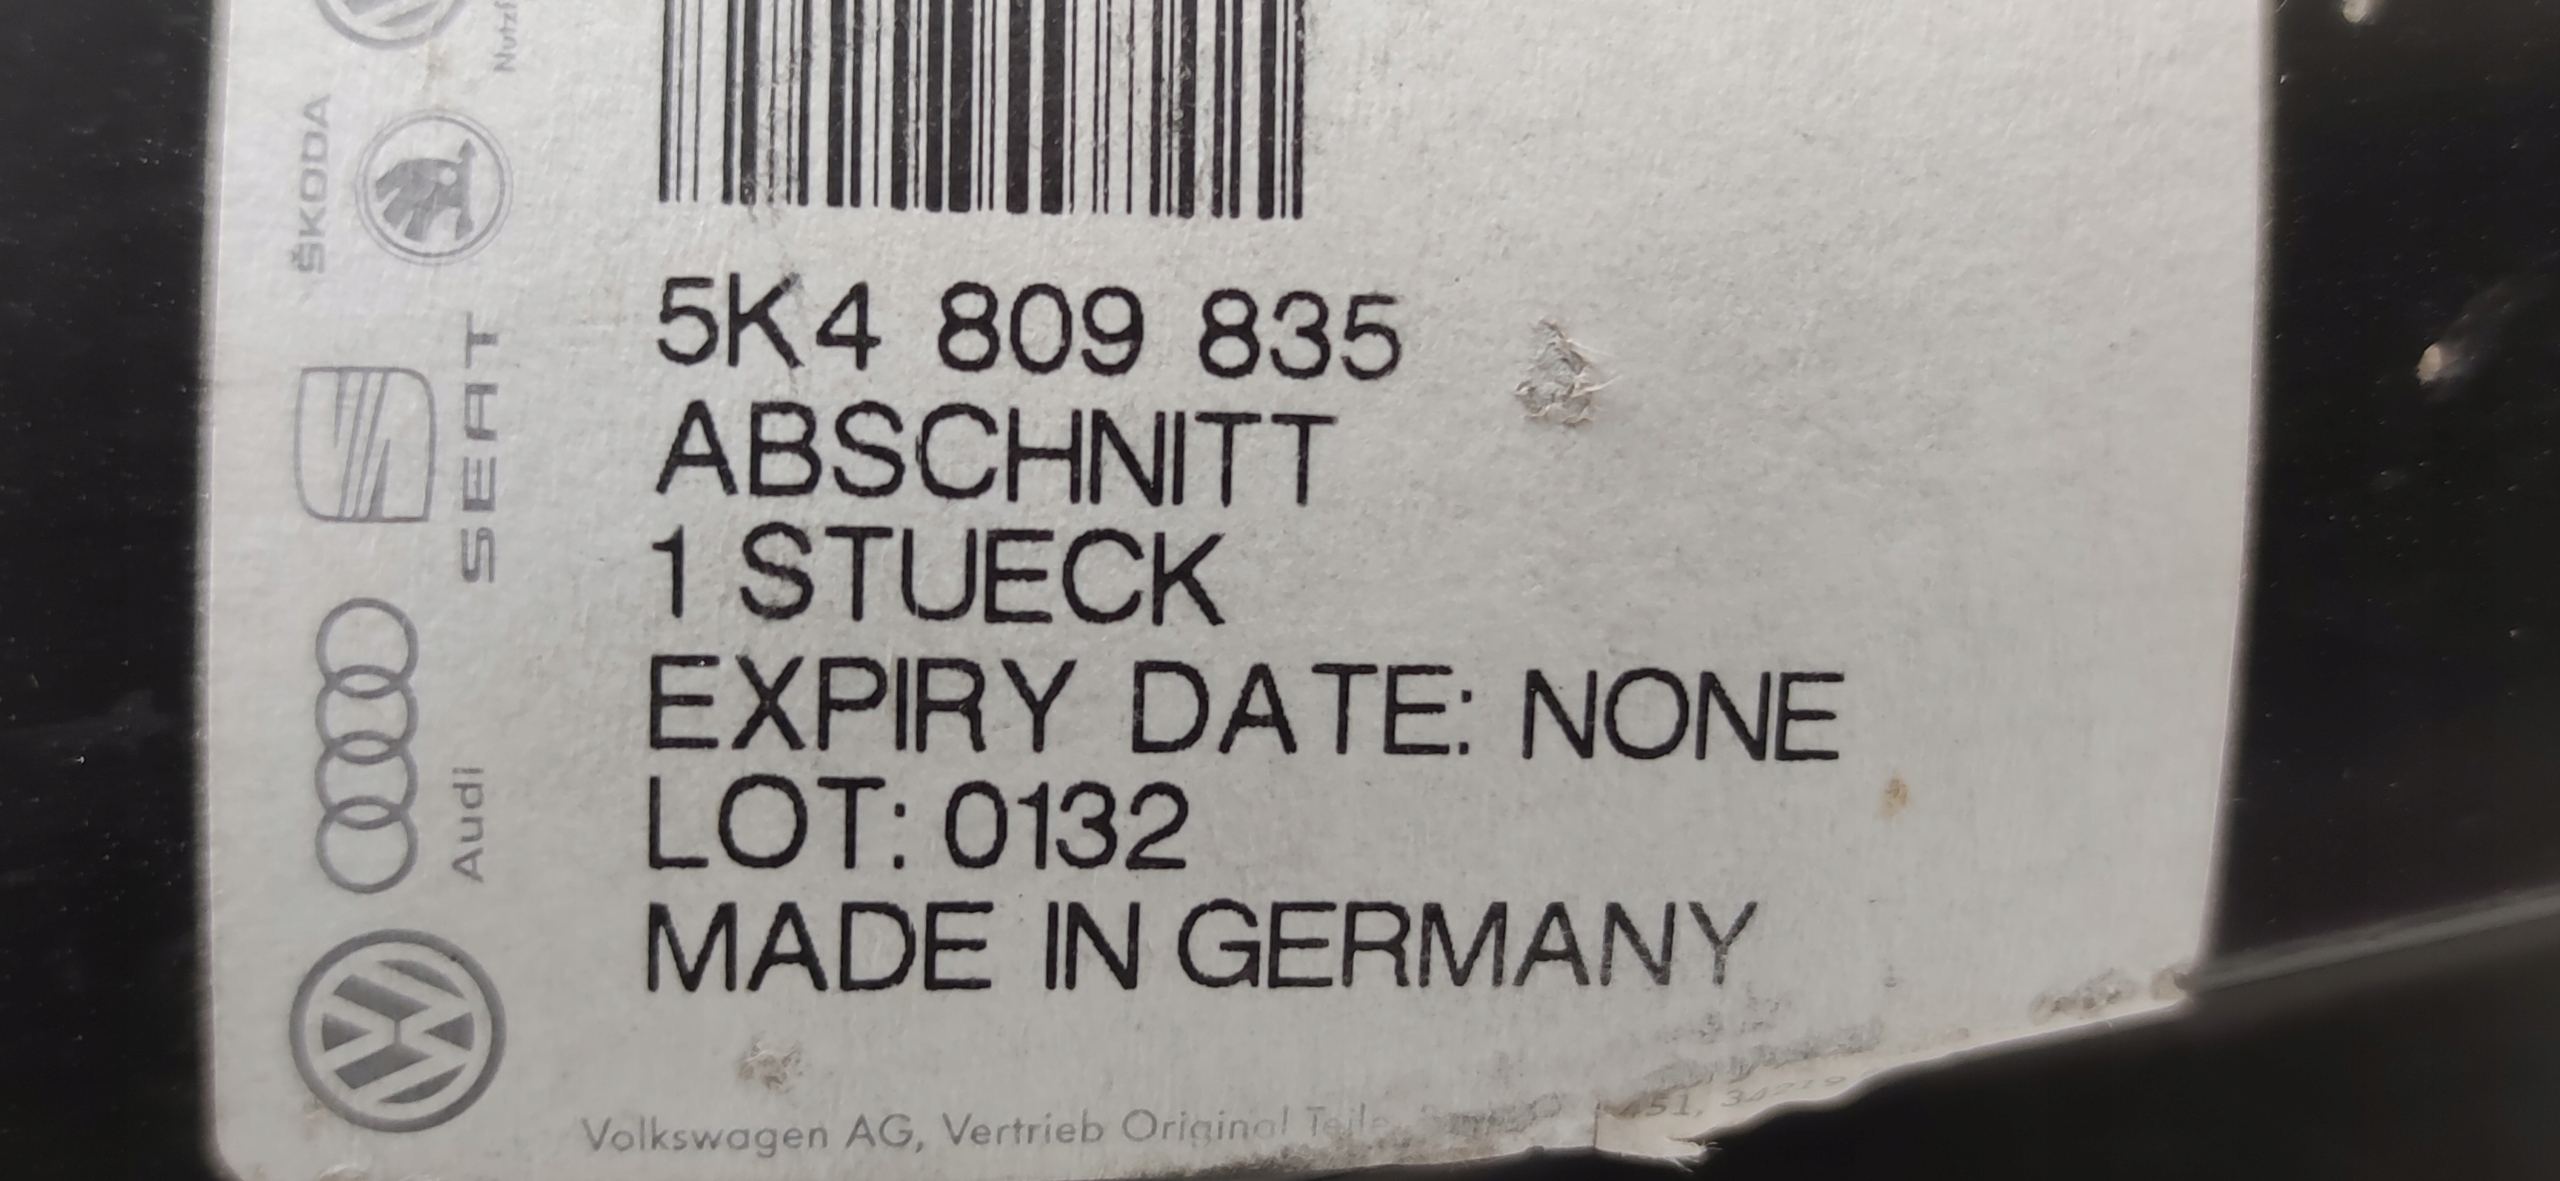 Nutzf
ŠKODA
SEAT
Audi
5K4 809 835
ABSCHNITT
1 STUECK
EXPIRY DATE: NONE
LOT: 0132
MADE IN GERMANY
Volkswagen AG, Vertrieb Original Teile